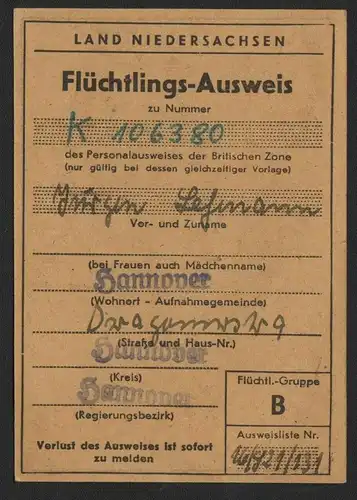 LAND NIEDERSACHSEN
Flüchtlings-Ausweis
zu Nummer
K 106380
des Personalausweises der Britischen Zone
(nur gültig bei dessen gleichzeitiger Vorlage)
Jürgen Lehmann
Vor- und Zuname
(bei Frauen auch Mädchenname)
Hannover
(Wohnort - Aufnahmegemeinde)
(Straße und Haus-Nr.)
Hannover
(Kreis)
Hannover
(Regierungsbezirk)
Flüchtl.-Gruppe
B
Ausweisliste Nr.
Verlust des Ausweises ist sofort
zu melden